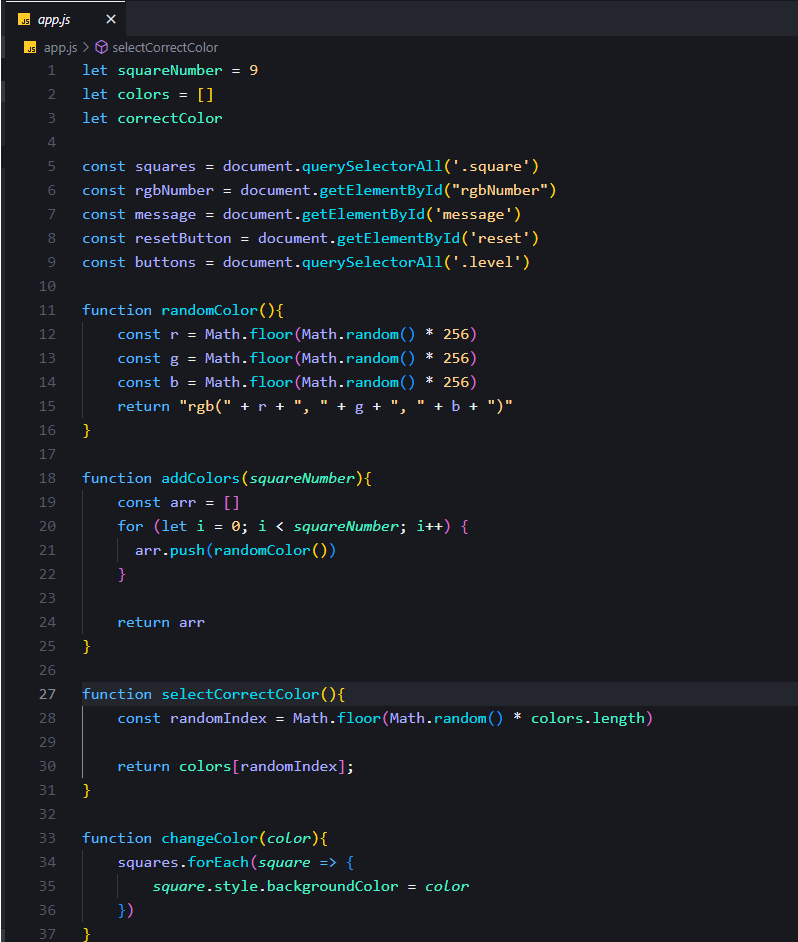 JS app.js ×
JS app.js > selectCorrectColor
1 let squareNumber = 9
2 let colors = []
3 let correctColor
4
5 const squares = document.querySelectorAll('.square')
6 const rgbNumber = document.getElementById("rgbNumber")
7 const message = document.getElementById('message')
8 const resetButton = document.getElementById('reset')
9 const buttons = document.querySelectorAll('.level')
10
11 function randomColor(){
12     const r = Math.floor(Math.random() * 256)
13     const g = Math.floor(Math.random() * 256)
14     const b = Math.floor(Math.random() * 256)
15     return "rgb(" + r + ", " + g + ", " + b + ")"
16 }
17
18 function addColors(squareNumber){
19     const arr = []
20     for (let i = 0; i < squareNumber; i++) {
21       arr.push(randomColor())
22     }
23
24     return arr
25 }
26
27 function selectCorrectColor(){
28     const randomIndex = Math.floor(Math.random() * colors.length)
29
30     return colors[randomIndex];
31 }
32
33 function changeColor(color){
34     squares.forEach(square => {
35         square.style.backgroundColor = color
36     })
37 }